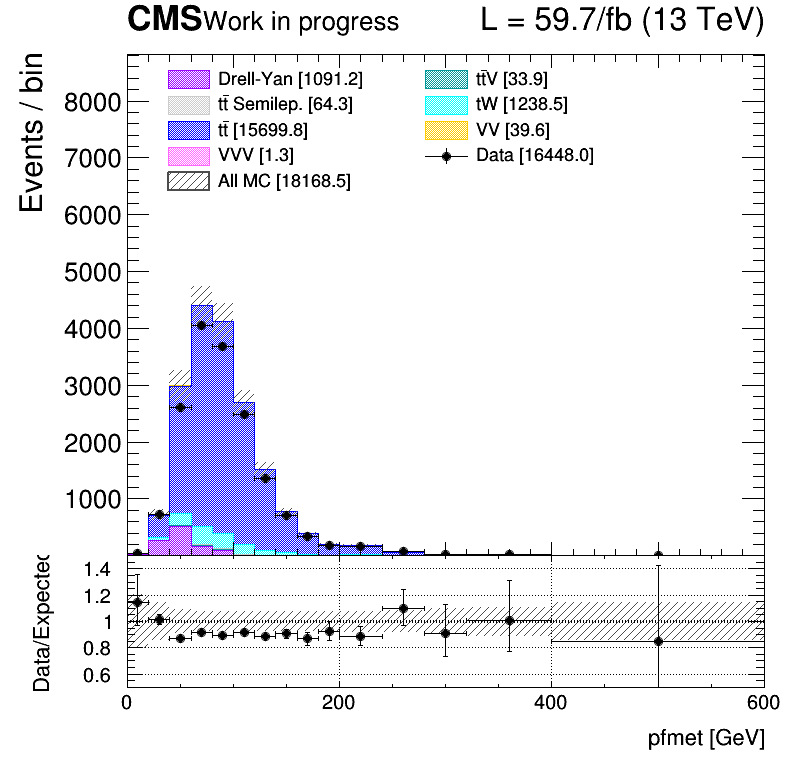 CMS Work in progress L = 59.7/fb (13 TeV)
Events / bin
Drell-Yan [1091.2]
tt̄ Semilep. [64.3]
tt̄ [15699.8]
VVV [1.3]
All MC [18168.5]
tt̄V [33.9]
tW [1238.5]
VV [39.6]
Data [16448.0]
8000
7000
6000
5000
4000
3000
2000
1000
Data/Expected
1.4
1.2
1
0.8
0.6
0 200 400 600
pfmet [GeV]